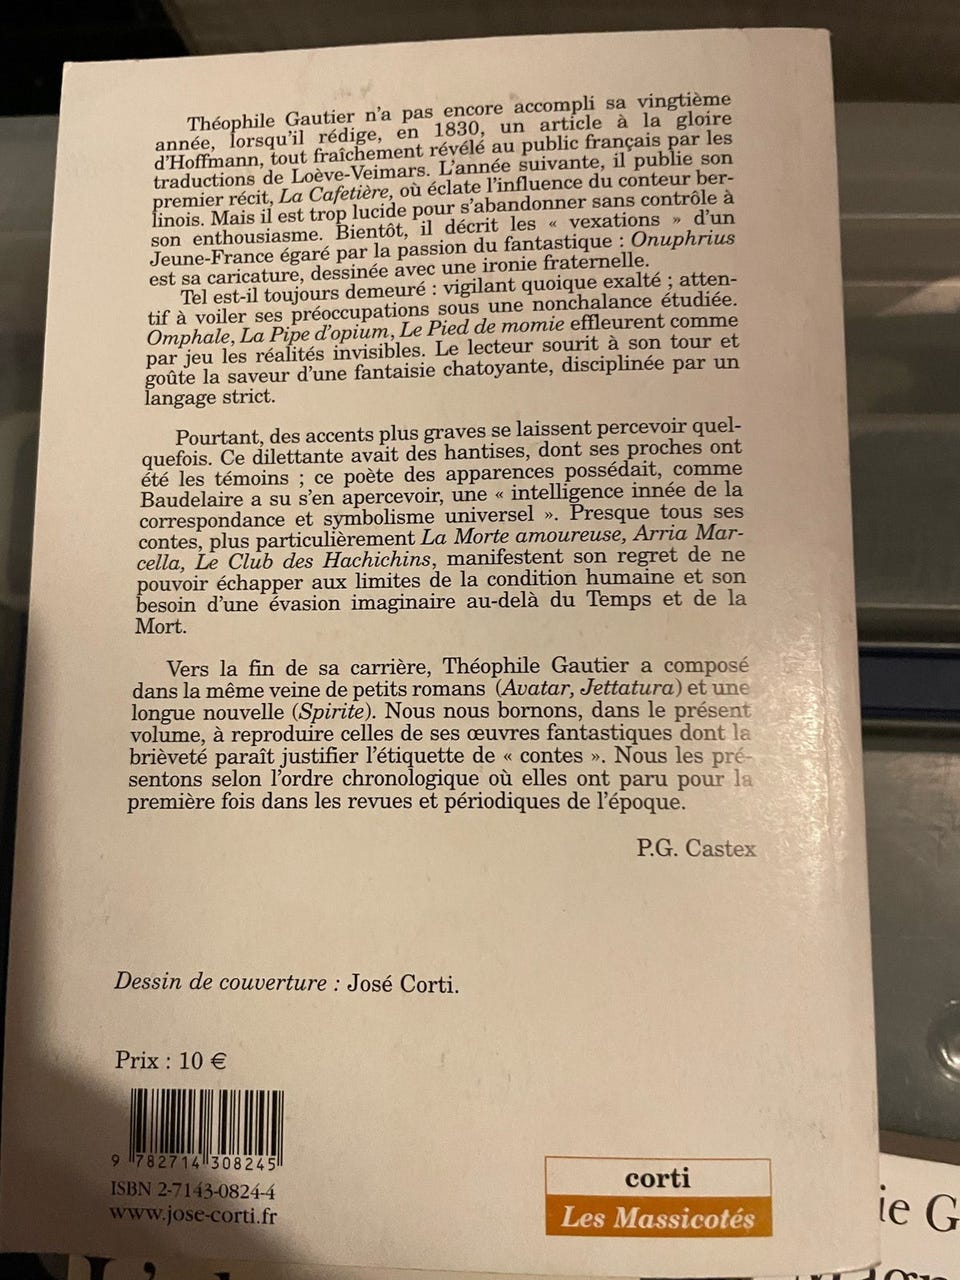 Théophile Gautier n'a pas encore accompli sa vingtième
année, lorsqu'il rédige, en 1830, un article à la gloire
d'Hoffmann, tout fraîchement révélé au public français par les
traductions de Loève-Veimars. L'année suivante, il publie son
premier récit, La Cafetière, où éclate l'influence du conteur ber-
linois. Mais il est trop lucide pour s'abandonner sans contrôle à
son enthousiasme. Bientôt, il décrit les « vexations » d'un
Jeune-France égaré par la passion du fantastique : Onuphrius
est sa caricature, dessinée avec une ironie fraternelle.
Tel est-il toujours demeuré : vigilant quoique exalté ; atten-
tif à voiler ses préoccupations sous une nonchalance étudiée.
Omphale, La Pipe d'opium, Le Pied de momie effleurent comme
par jeu les réalités invisibles. Le lecteur sourit à son tour et
goûte la saveur d'une fantaisie chatoyante, disciplinée par un
langage strict.
Pourtant, des accents plus graves se laissent percevoir quel-
quefois. Ce dilettante avait des hantises, dont ses proches ont
été les témoins ; ce poète des apparences possédait, comme
Baudelaire a su s'en apercevoir, une « intelligence innée de la
correspondance et symbolisme universel ». Presque tous ses
contes, plus particulièrement La Morte amoureuse, Arria Mar-
cella, Le Club des Hachichins, manifestent son regret de ne
pouvoir échapper aux limites de la condition humaine et son
besoin d'une évasion imaginaire au-delà du Temps et de la
Mort.
Vers la fin de sa carrière, Théophile Gautier a composé
dans la même veine de petits romans (Avatar, Jettatura) et une
longue nouvelle (Spirite). Nous nous bornons, dans le présent
volume, à reproduire celles de ses œuvres fantastiques dont la
brièveté paraît justifier l'étiquette de « contes ». Nous les pré-
sentons selon l'ordre chronologique où elles ont paru pour la
première fois dans les revues et périodiques de l'époque.
P.G. Castex
Dessin de couverture : José Corti.
Prix : 10 €
9 782714 308245
ISBN 2-7143-0824-4
www.jose-corti.fr
corti
Les Massicotés
ie G